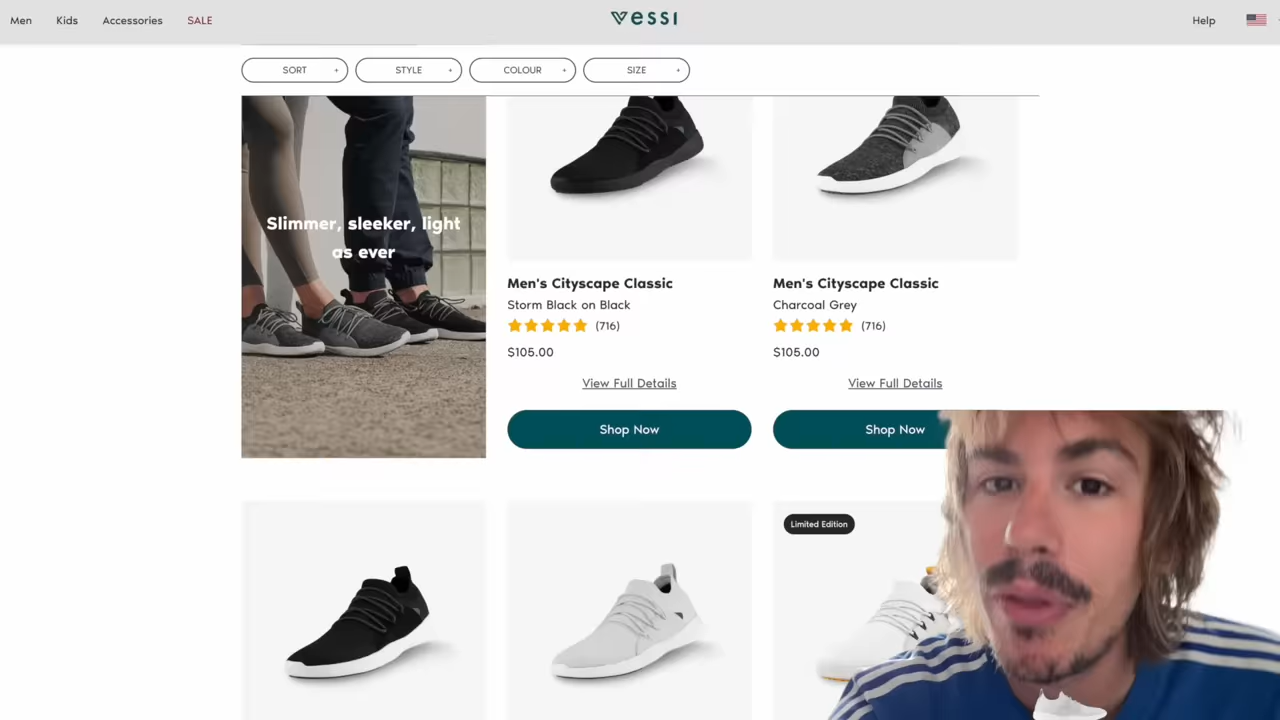 Men Kids Accessories SALE vessi Help
SORT + STYLE + COLOUR + SIZE +
Slimmer, sleeker, light
as ever
Men's Cityscape Classic
Storm Black on Black
(716)
$105.00
View Full Details
Shop Now
Men's Cityscape Classic
Charcoal Grey
(716)
$105.00
View Full Details
Shop Now
Limited Edition